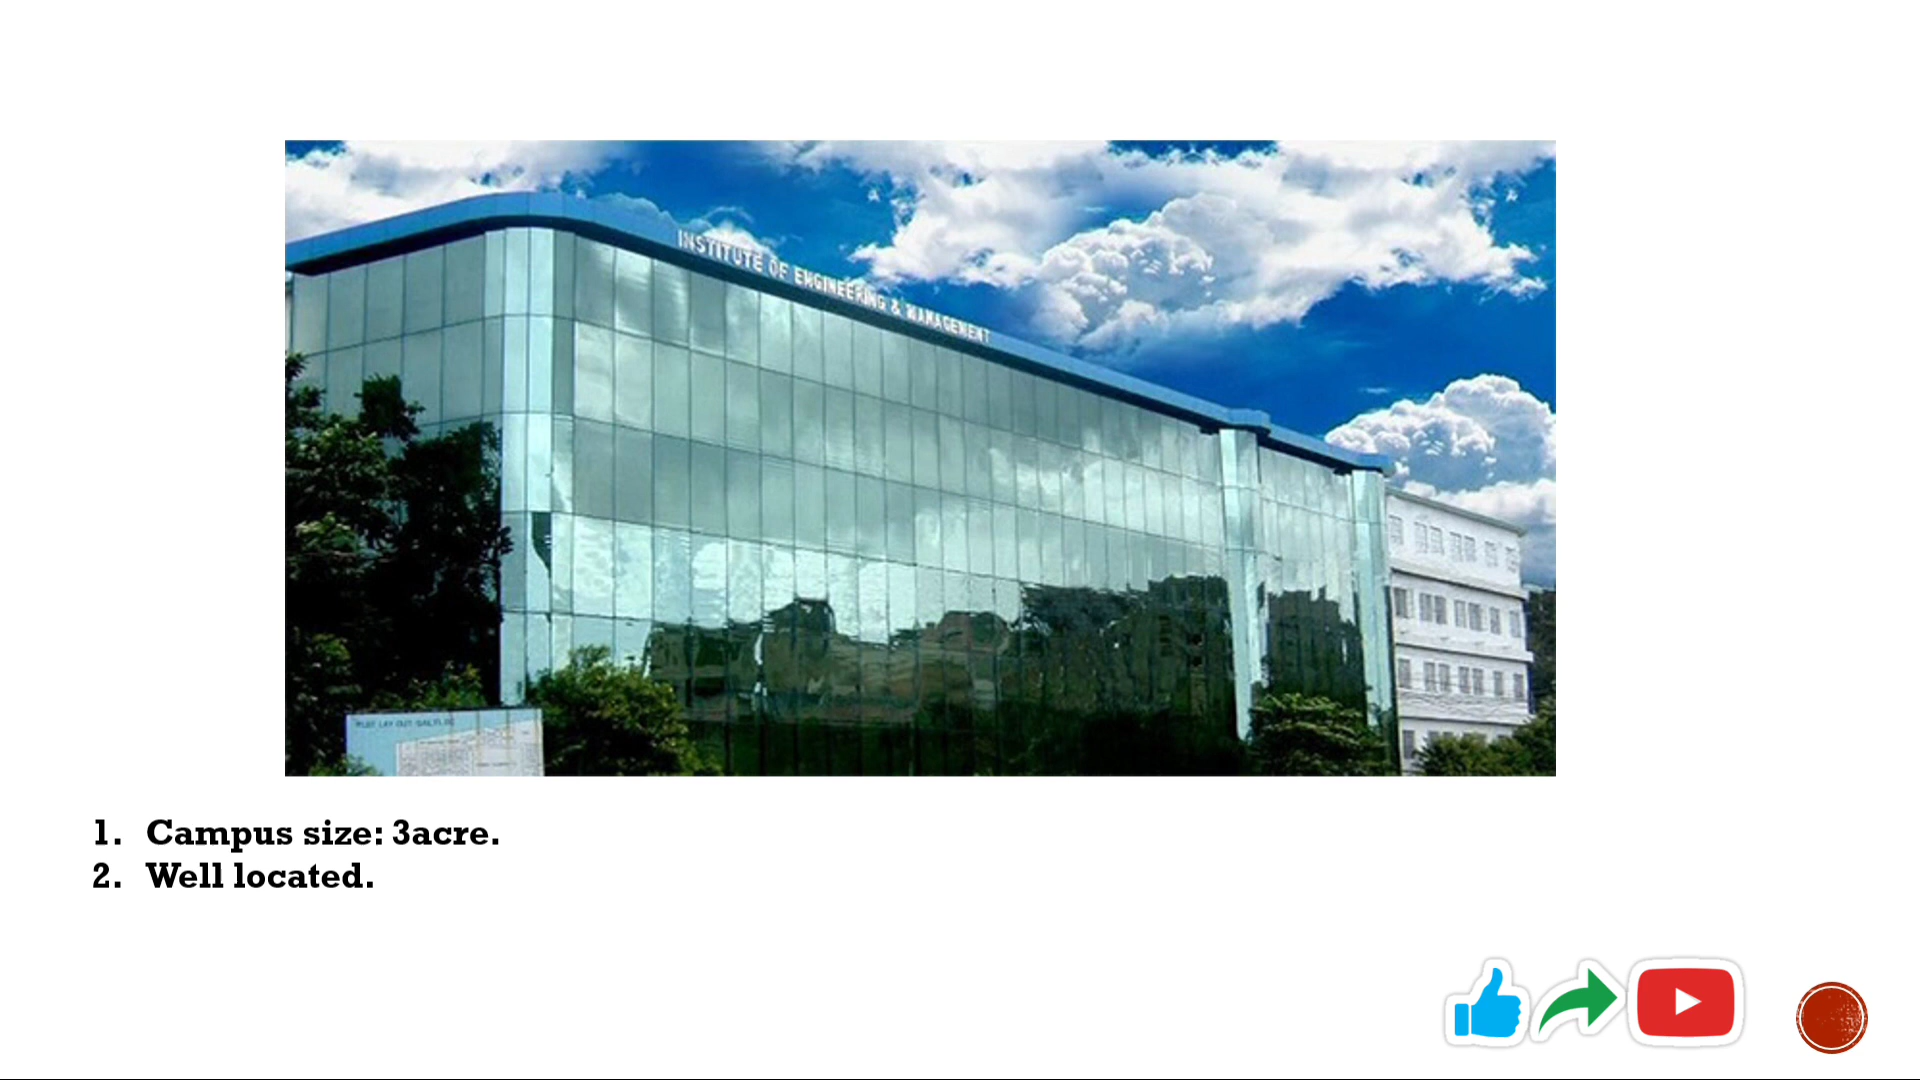 INSTITUTE OF ENGINEERING & MANAGEMENT
1. Campus size: 3acre.
2. Well located.